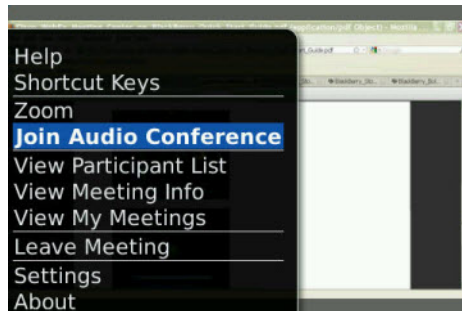 Help
Shortcut Keys
Zoom
Join Audio Conference
View Participant List
View Meeting Info
View My Meetings
Leave Meeting
Settings
About